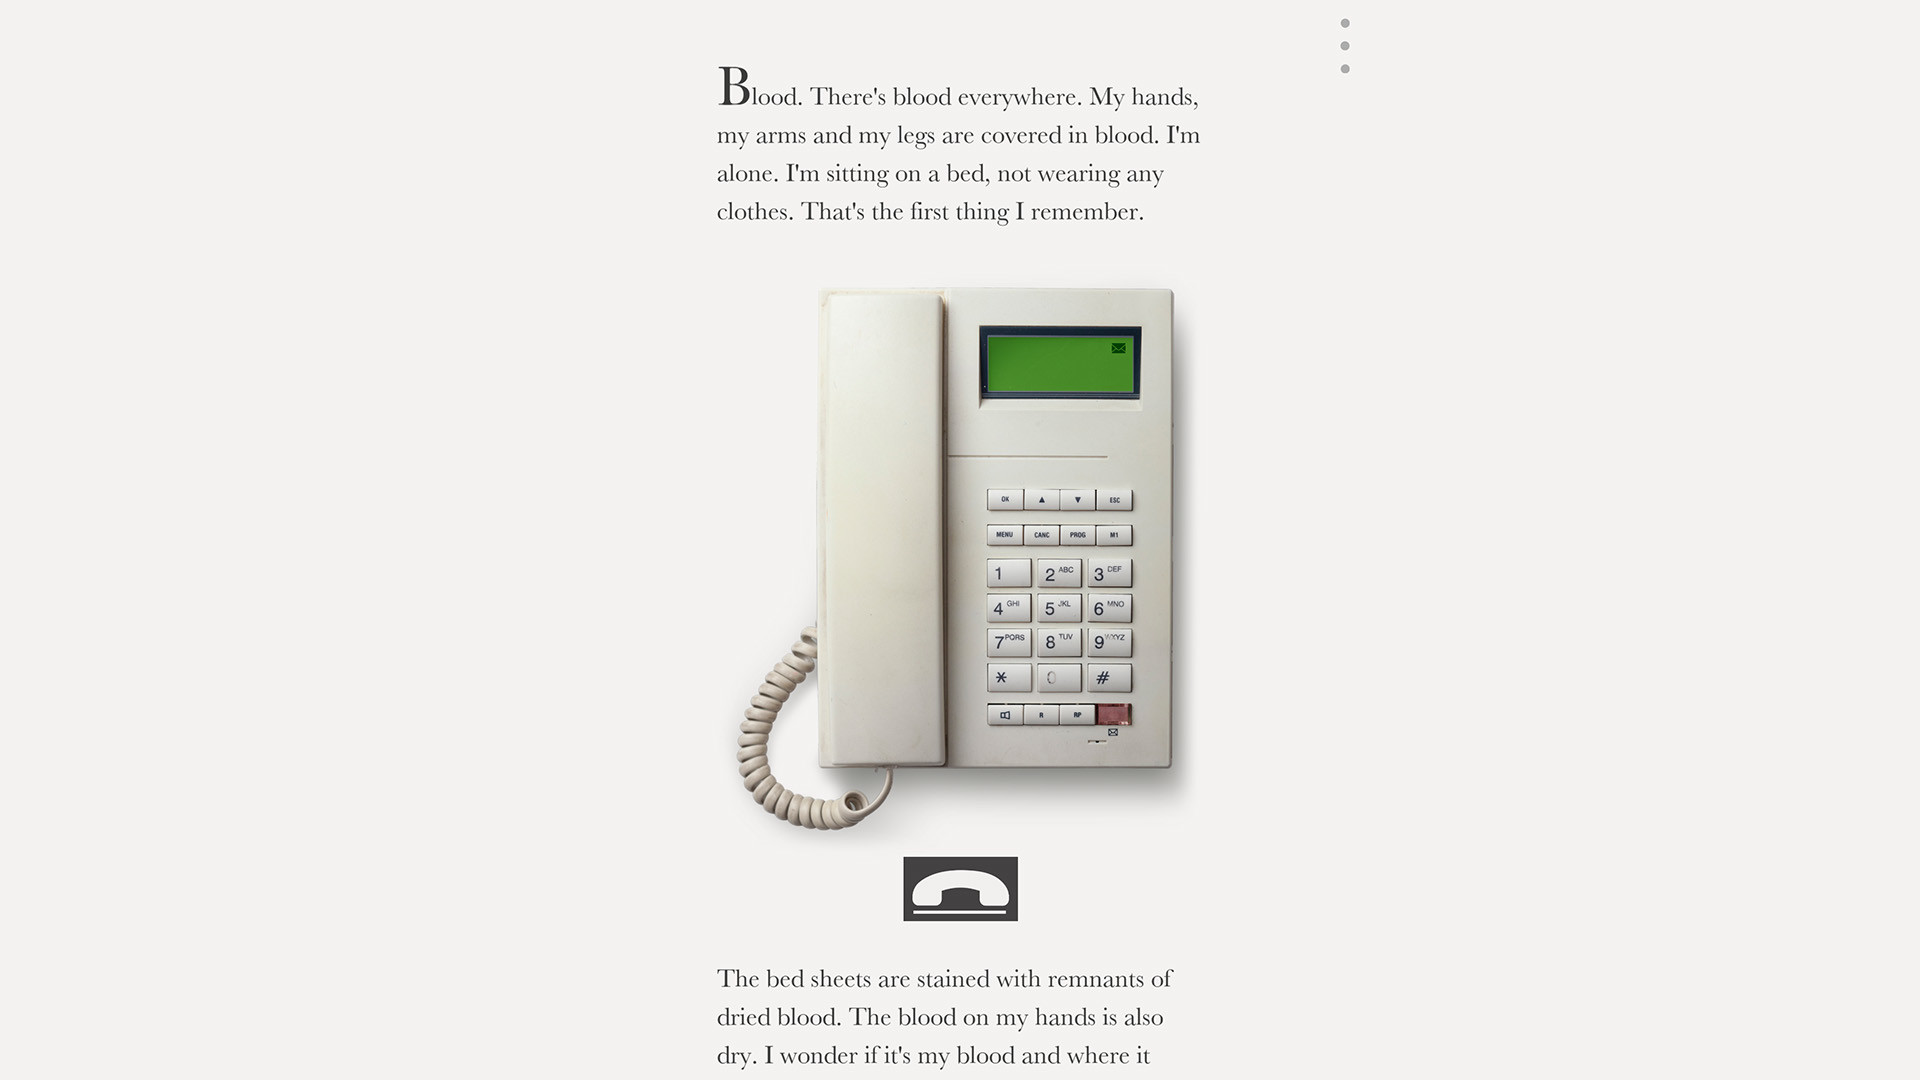 Blood. There's blood everywhere. My hands,
my arms and my legs are covered in blood. I'm
alone. I'm sitting on a bed, not wearing any
clothes. That's the first thing I remember.
OK ▲ ▼ ESC
MENU CANC PROG M1
1 2 ABC 3 DEF
4 GHI 5 JKL 6 MNO
7 PQRS 8 TUV 9 WXYZ
* 0 #
R RP
The bed sheets are stained with remnants of
dried blood. The blood on my hands is also
dry. I wonder if it's my blood and where it